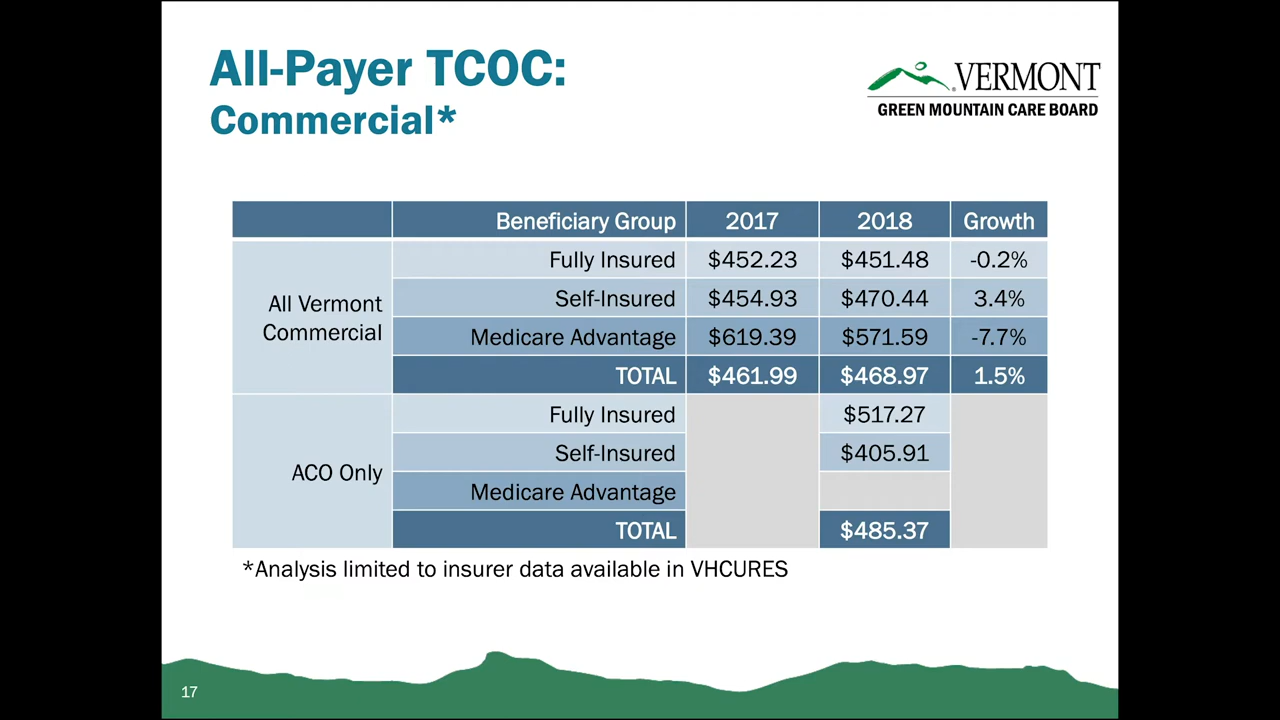 All-Payer TCOC:
Commercial*
VERMONT
GREEN MOUNTAIN CARE BOARD
Beneficiary Group 2017 2018 Growth
All Vermont
Commercial
Fully Insured $452.23 $451.48 -0.2%
Self-Insured $454.93 $470.44 3.4%
Medicare Advantage $619.39 $571.59 -7.7%
TOTAL $461.99 $468.97 1.5%
ACO Only
Fully Insured $517.27
Self-Insured $405.91
Medicare Advantage
TOTAL $485.37
*Analysis limited to insurer data available in VHCURES
17